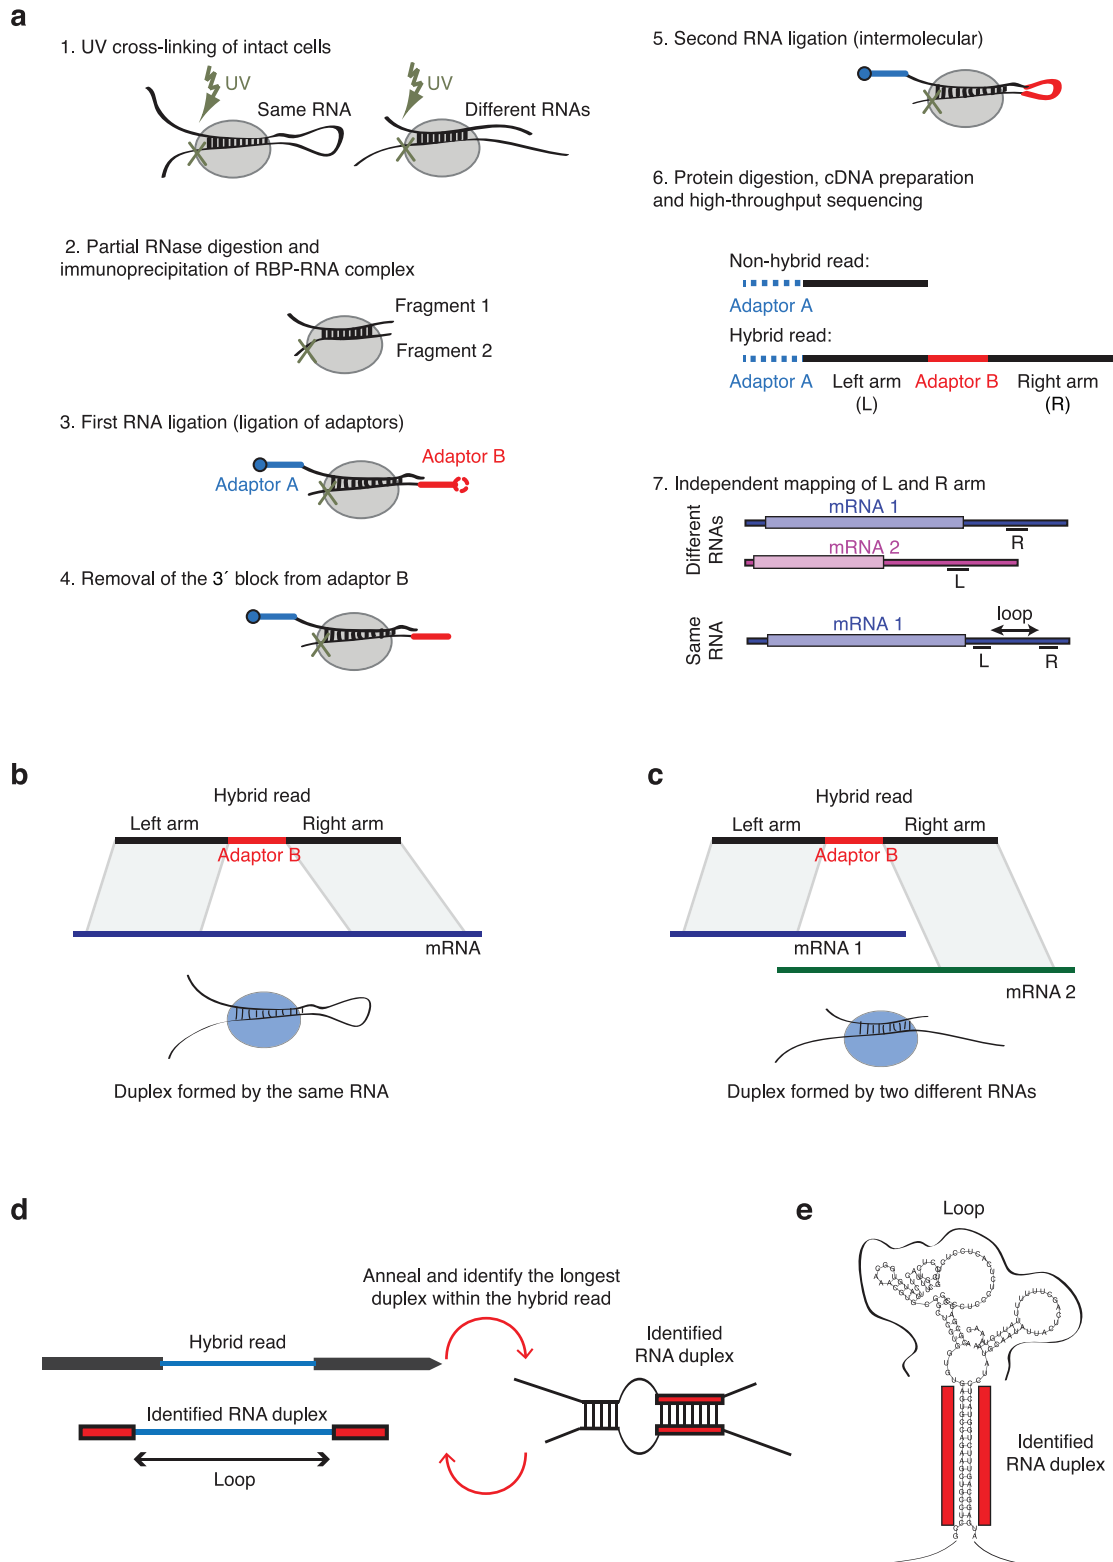 a
1. UV cross-linking of intact cells
UV
Same RNA
UV
Different RNAs
2. Partial RNase digestion and
immunoprecipitation of RBP-RNA complex
Fragment 1
Fragment 2
3. First RNA ligation (ligation of adaptors)
Adaptor A
Adaptor B
4. Removal of the 3′ block from adaptor B
5. Second RNA ligation (intermolecular)
6. Protein digestion, cDNA preparation
and high-throughput sequencing
Non-hybrid read:
Adaptor A
Hybrid read:
Adaptor A
Left arm
(L)
Adaptor B
Right arm
(R)
7. Independent mapping of L and R arm
Different
RNAs
mRNA 1
R
mRNA 2
L
Same
RNA
mRNA 1
loop
L
R
b
Hybrid read
Left arm
Right arm
Adaptor B
mRNA
Duplex formed by the same RNA
c
Hybrid read
Left arm
Right arm
Adaptor B
mRNA 1
mRNA 2
Duplex formed by two different RNAs
d
Anneal and identify the longest
duplex within the hybrid read
Hybrid read
Identified RNA duplex
Loop
Identified
RNA duplex
e
Loop
Identified
RNA duplex